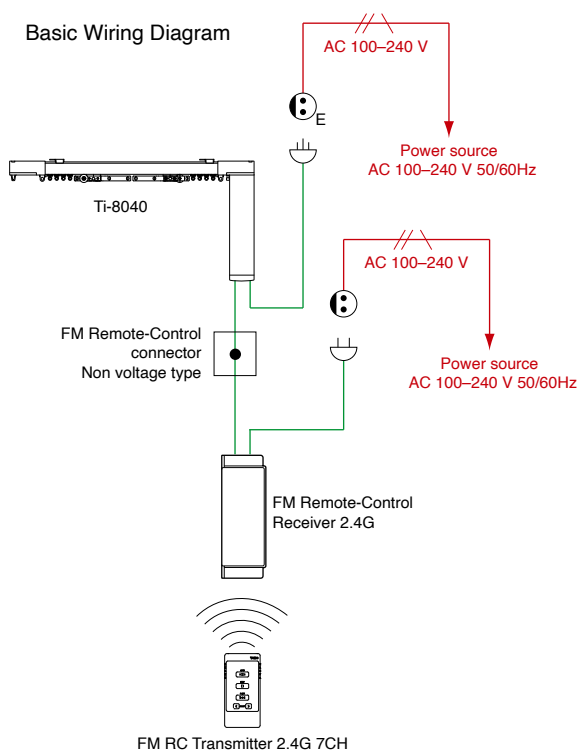 Basic Wiring Diagram
AC 100–240 V
E
Power source
AC 100–240 V 50/60Hz
Ti-8040
AC 100–240 V
FM Remote-Control
connector
Non voltage type
Power source
AC 100–240 V 50/60Hz
FM Remote-Control
Receiver 2.4G
FM RC Transmitter 2.4G 7CH